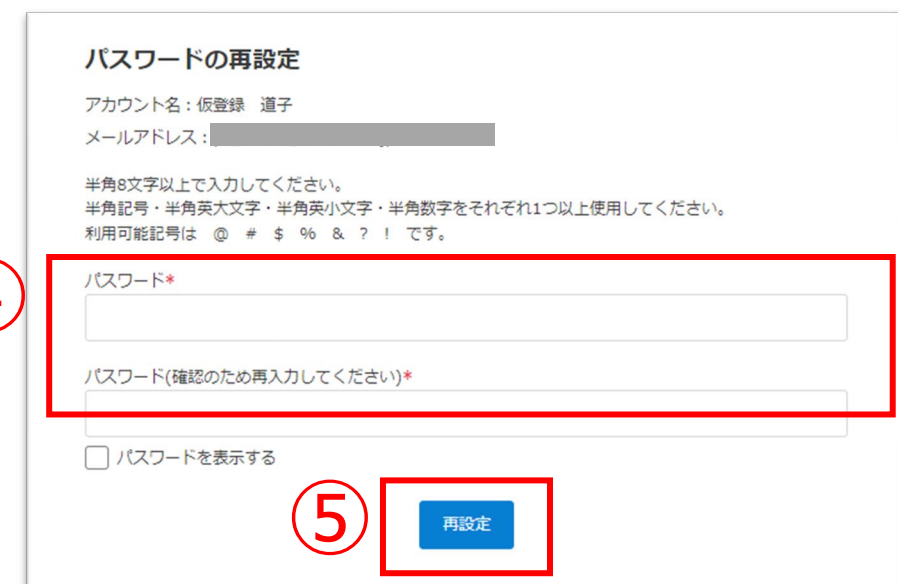 パスワードの再設定
アカウント名：仮登録　道子
メールアドレス：
半角8文字以上で入力してください。
半角記号・半角英大文字・半角英小文字・半角数字をそれぞれ1つ以上使用してください。
利用可能記号は　@　#　$　%　&　?　!　です。
パスワード*
パスワード(確認のため再入力してください)*
パスワードを表示する
⑤
再設定